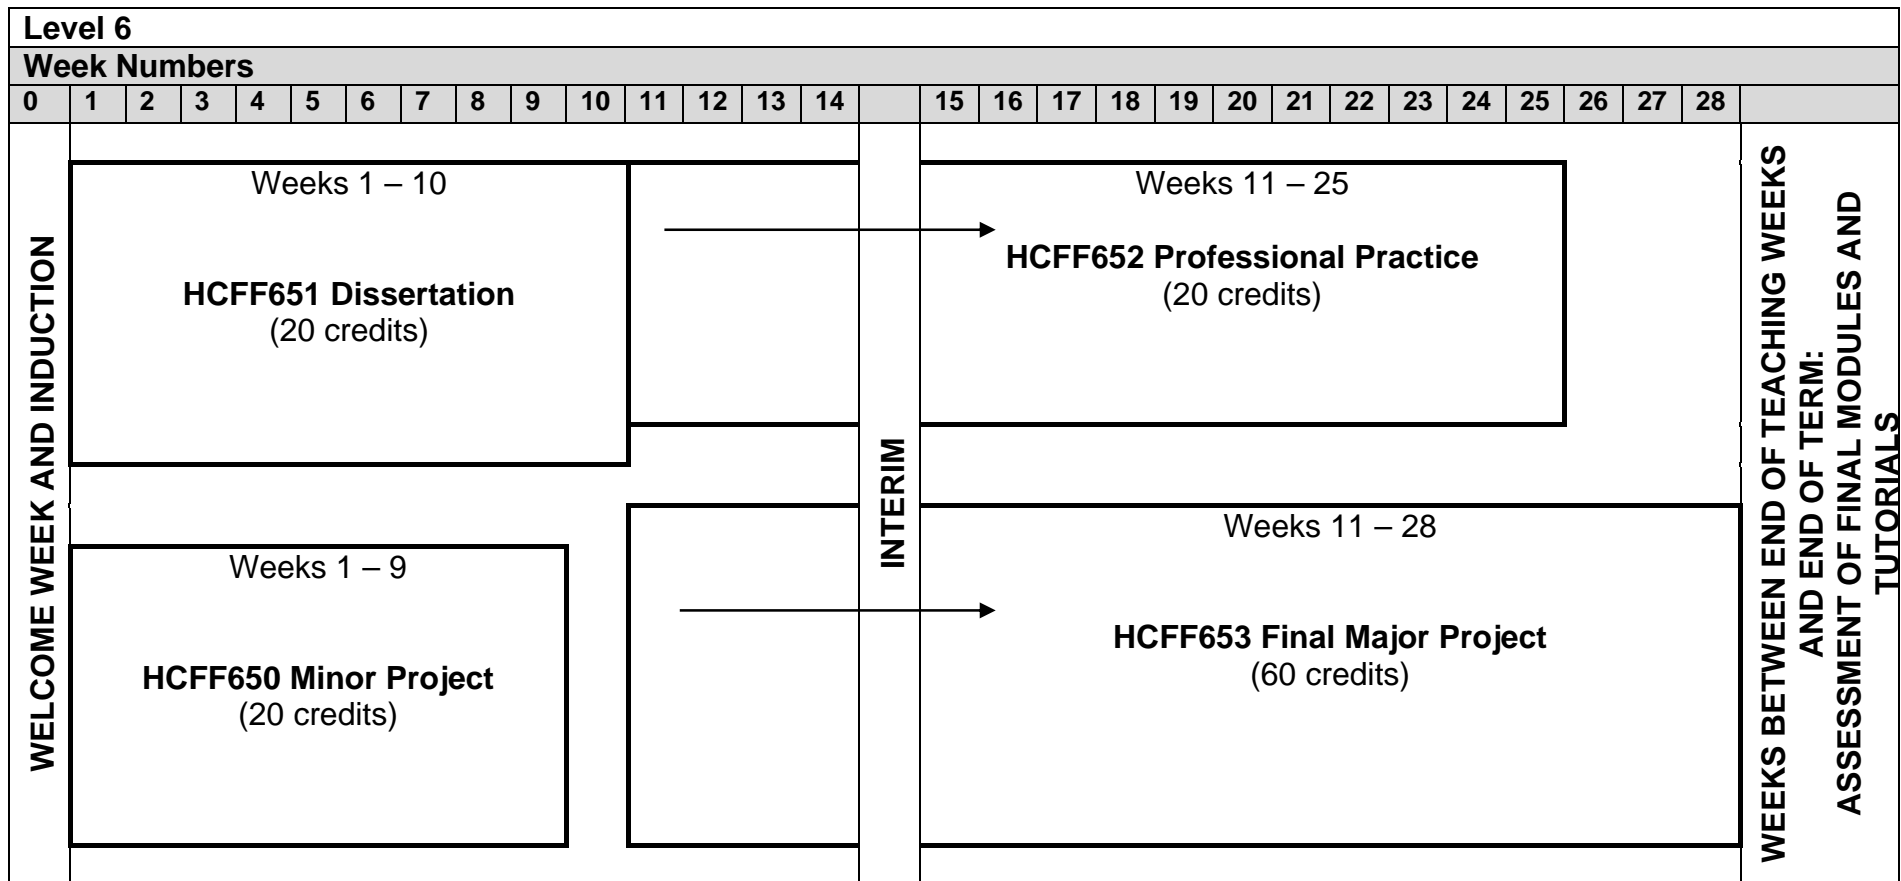 Level 6
Week Numbers
0 1 2 3 4 5 6 7 8 9 10 11 12 13 14 15 16 17 18 19 20 21 22 23 24 25 26 27 28
WELCOME WEEK AND INDUCTION
Weeks 1 – 10
HCFF651 Dissertation
(20 credits)
Weeks 1 – 9
HCFF650 Minor Project
(20 credits)
INTERIM
Weeks 11 – 25
HCFF652 Professional Practice
(20 credits)
Weeks 11 – 28
HCFF653 Final Major Project
(60 credits)
WEEKS BETWEEN END OF TEACHING WEEKS
AND END OF TERM:
ASSESSMENT OF FINAL MODULES AND
TUTORIALS